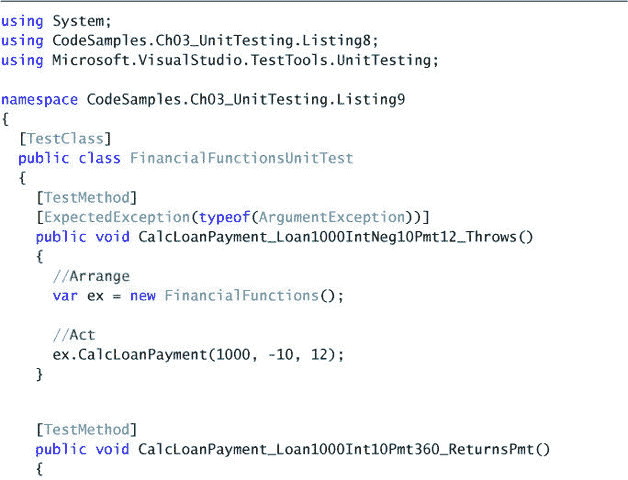 using System;
using CodeSamples.Ch03_UnitTesting.Listing8;
using Microsoft.VisualStudio.TestTools.UnitTesting;
namespace CodeSamples.Ch03_UnitTesting.Listing9
{
[TestClass]
public class FinancialFunctionsUnitTest
{
[TestMethod]
[ExpectedException(typeof(ArgumentException))]
public void CalcLoanPayment_Loan1000IntNeg10Pmt12_Throws()
{
//Arrange
var ex = new FinancialFunctions();
//Act
ex.CalcLoanPayment(1000, -10, 12);
}
[TestMethod]
public void CalcLoanPayment_Loan1000Int10Pmt360_ReturnsPmt()
{